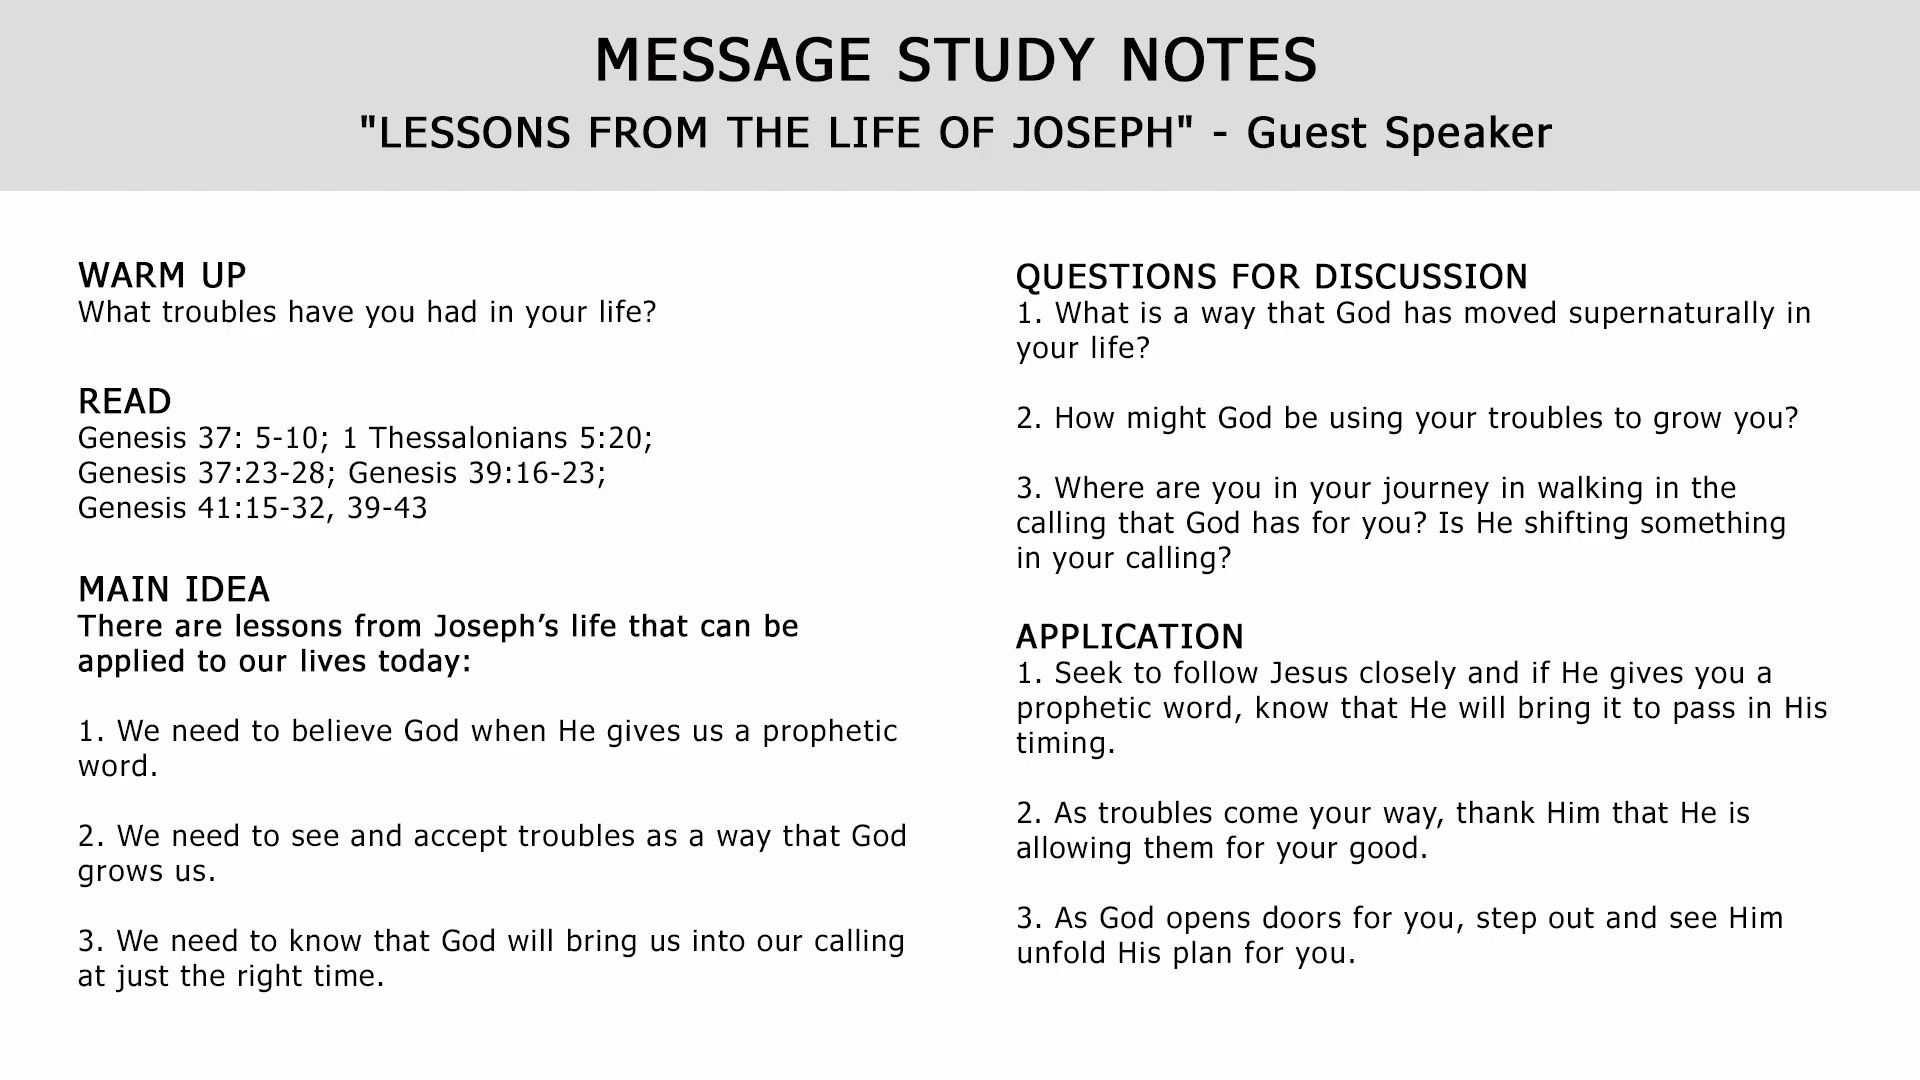 MESSAGE STUDY NOTES
"LESSONS FROM THE LIFE OF JOSEPH" - Guest Speaker
WARM UP
What troubles have you had in your life?
READ
Genesis 37: 5-10; 1 Thessalonians 5:20;
Genesis 37:23-28; Genesis 39:16-23;
Genesis 41:15-32, 39-43
MAIN IDEA
There are lessons from Joseph’s life that can be
applied to our lives today:
1. We need to believe God when He gives us a prophetic
word.
2. We need to see and accept troubles as a way that God
grows us.
3. We need to know that God will bring us into our calling
at just the right time.
QUESTIONS FOR DISCUSSION
1. What is a way that God has moved supernaturally in
your life?
2. How might God be using your troubles to grow you?
3. Where are you in your journey in walking in the
calling that God has for you? Is He shifting something
in your calling?
APPLICATION
1. Seek to follow Jesus closely and if He gives you a
prophetic word, know that He will bring it to pass in His
timing.
2. As troubles come your way, thank Him that He is
allowing them for your good.
3. As God opens doors for you, step out and see Him
unfold His plan for you.